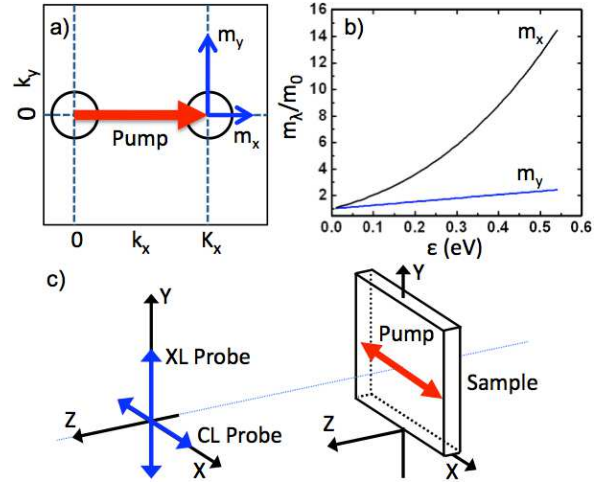 a)
m_y
k_y
0
Pump
m_x
0 k_x K_x
b)
m_λ/m_0
16
14
12
10
8
6
4
2
m_x
m_y
0.0 0.1 0.2 0.3 0.4 0.5 0.6
ε (eV)
c)
Y
XL Probe
Z
CL Probe
X
Y
Pump
Sample
Z
X